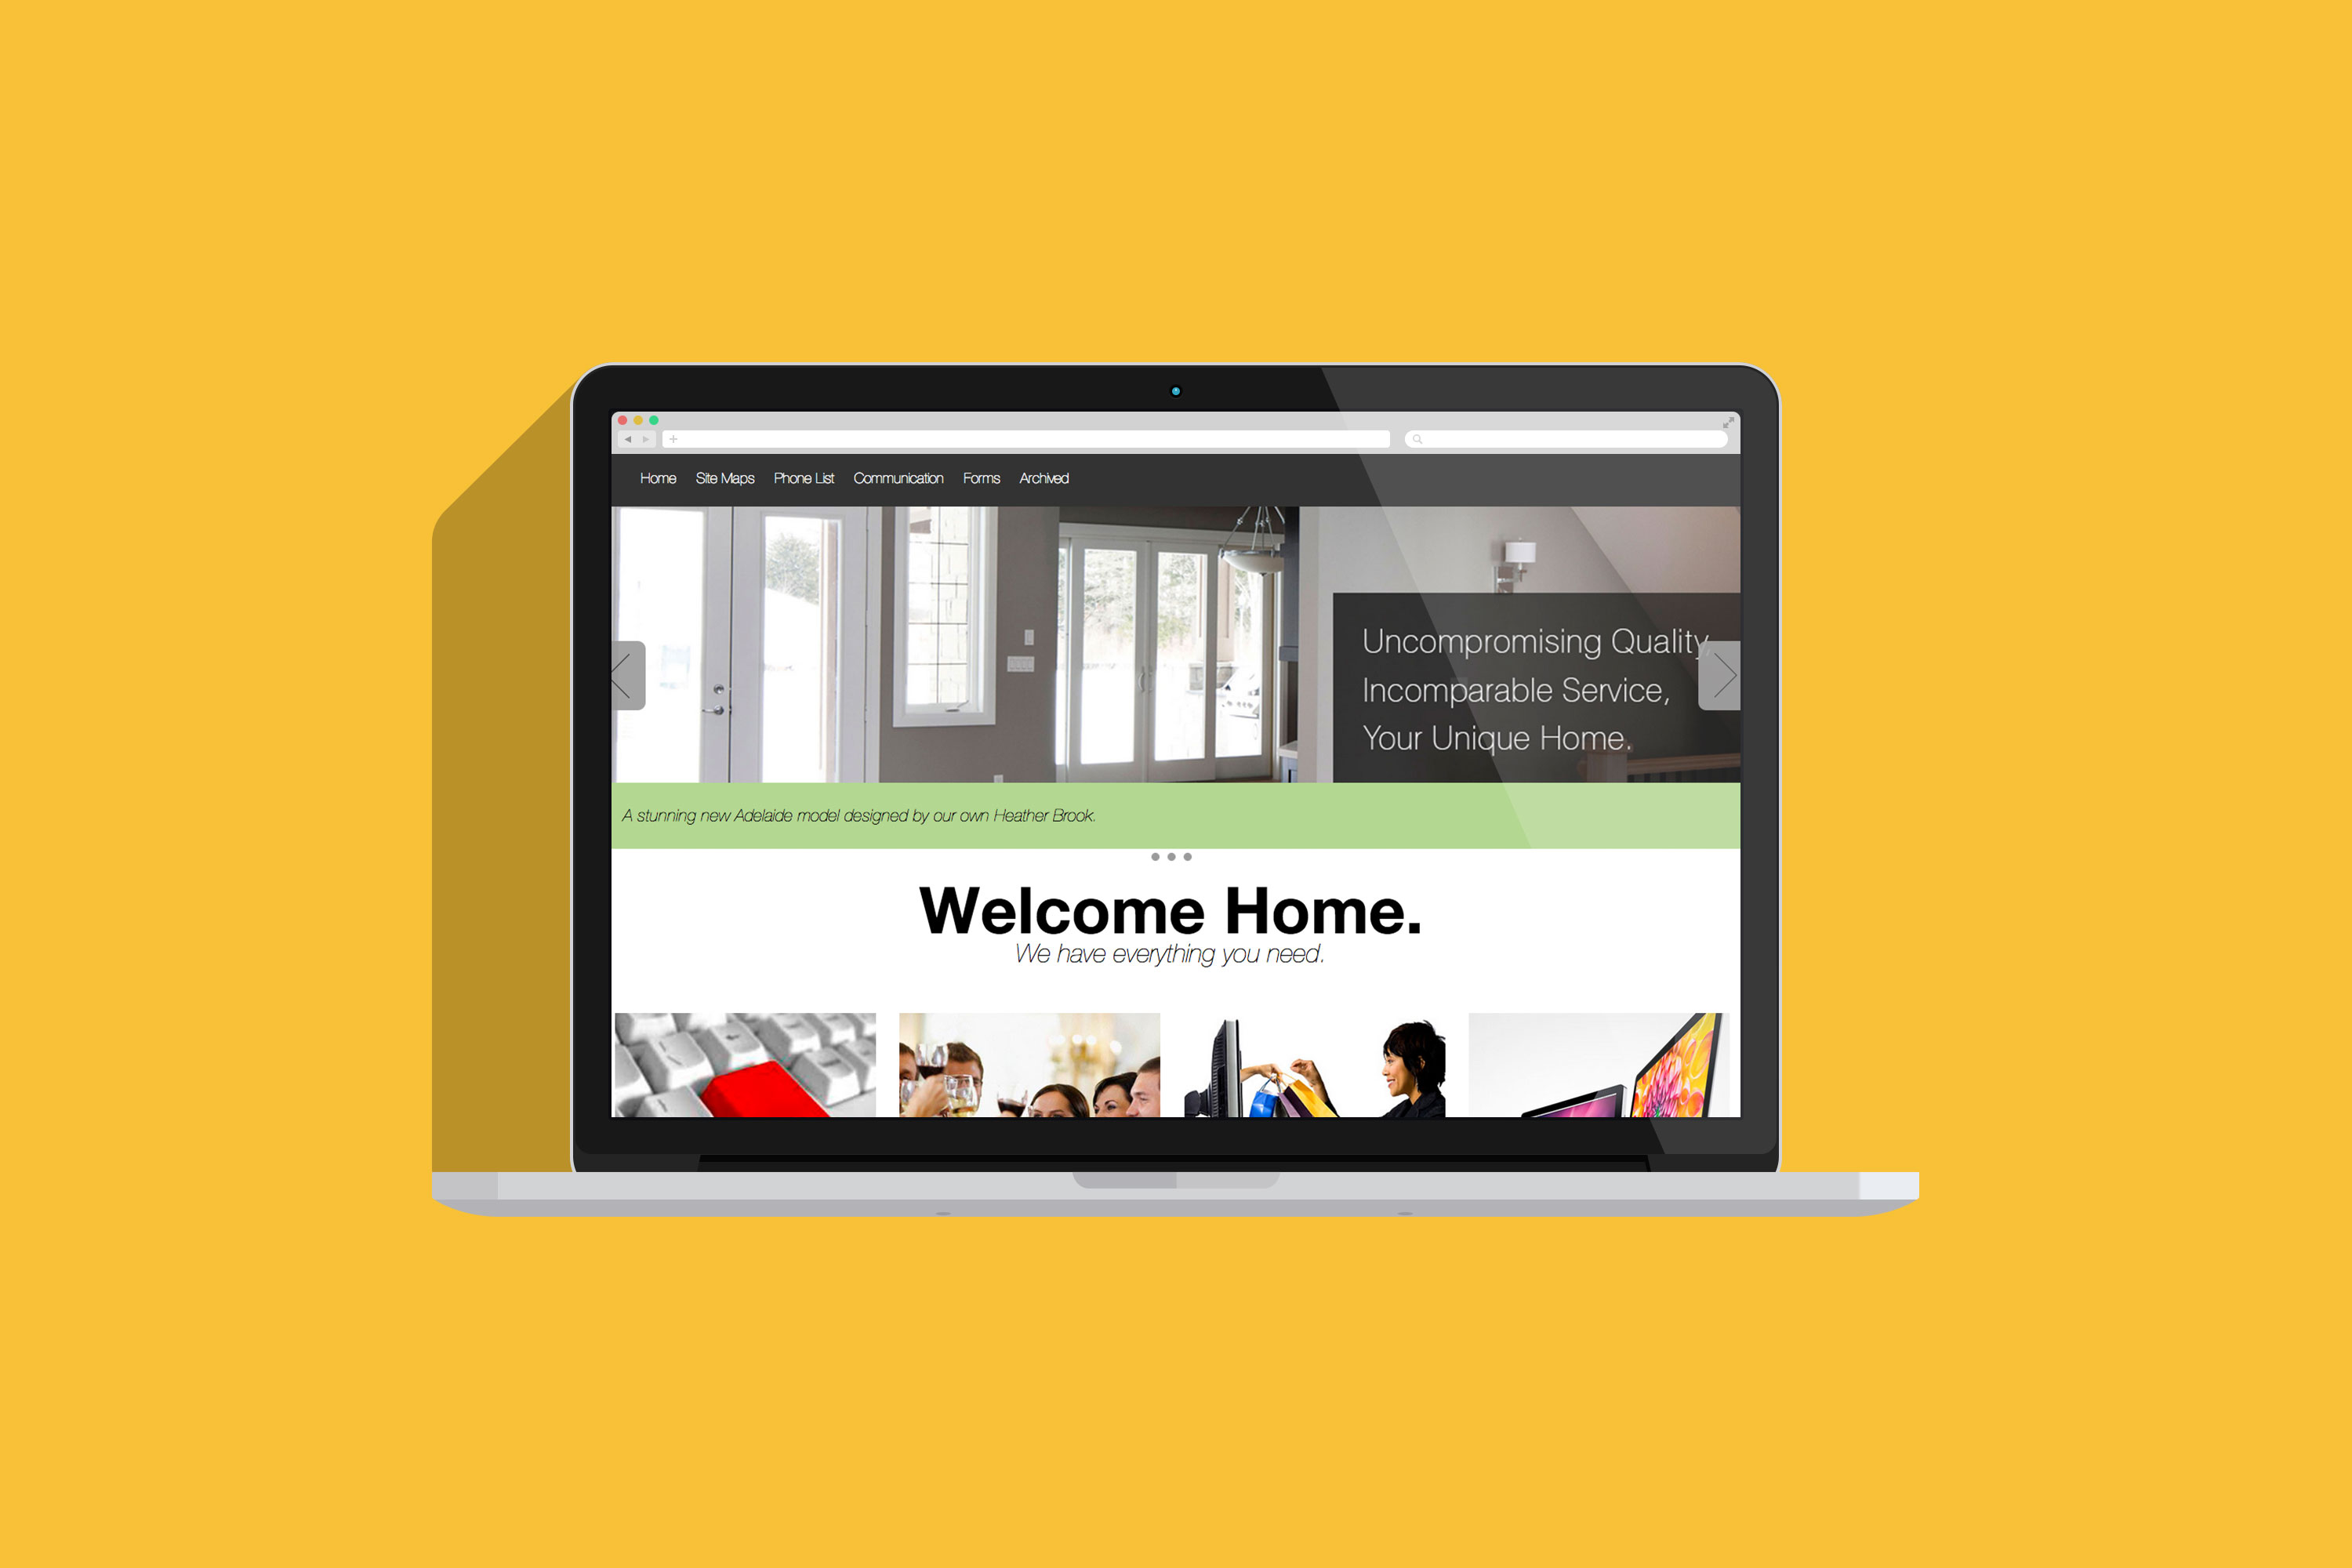 Home Site Maps Phone List Communication Forms Archived
Uncompromising Quality,
Incomparable Service,
Your Unique Home.
A stunning new Adelaide model designed by our own Heather Brook.
Welcome Home.
We have everything you need.